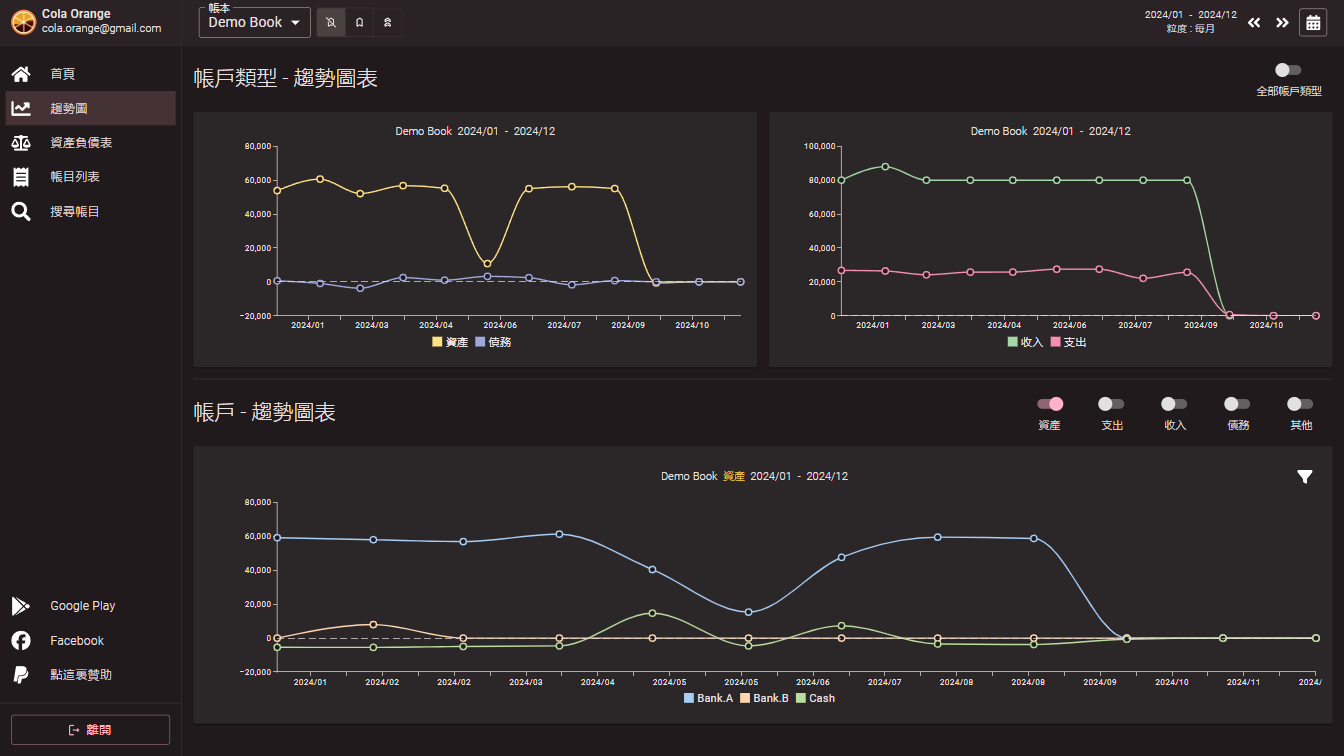 Cola Orange
cola.orange@gmail.com
帳本
Demo Book
2024/01 - 2024/12
粒度 : 每月
首頁
趨勢圖
資產負債表
帳目列表
搜尋帳目
Google Play
Facebook
點這裏贊助
離開
帳戶類型 - 趨勢圖表
全部帳戶類型
Demo Book 2024/01 - 2024/12
80,000
60,000
40,000
20,000
0
−20,000
2024/01 2024/03 2024/04 2024/06 2024/07 2024/09 2024/10
資產 債務
Demo Book 2024/01 - 2024/12
100,000
80,000
60,000
40,000
20,000
0
2024/01 2024/03 2024/04 2024/06 2024/07 2024/09 2024/10
收入 支出
帳戶 - 趨勢圖表
資產 支出 收入 債務 其他
Demo Book 資產 2024/01 - 2024/12
80,000
60,000
40,000
20,000
0
−20,000
2024/01 2024/02 2024/02 2024/03 2024/04 2024/05 2024/05 2024/06 2024/07 2024/08 2024/08 2024/09 2024/10 2024/11 2024/
Bank.A Bank.B Cash